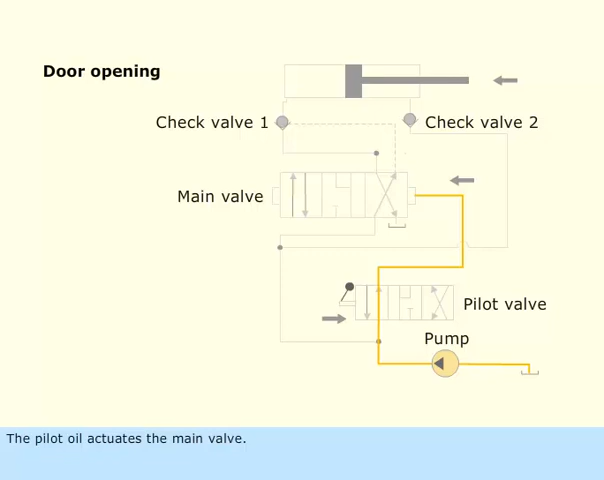 Door opening
Check valve 1
Check valve 2
Main valve
Pilot valve
Pump
The pilot oil actuates the main valve.